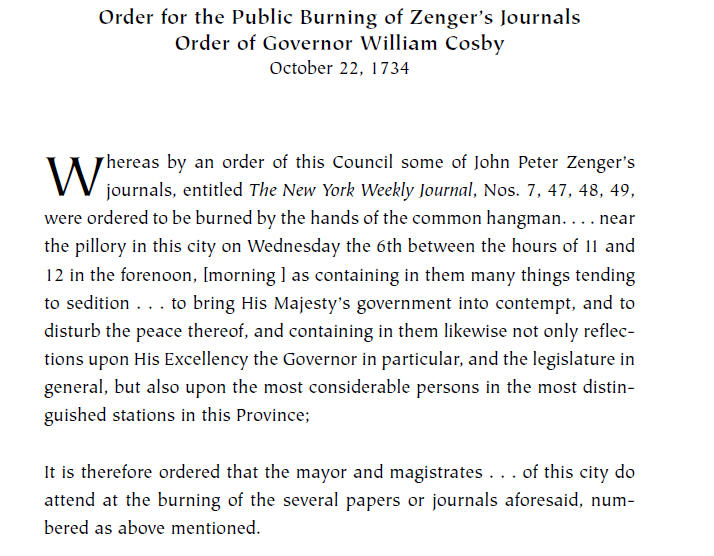 Order for the Public Burning of Zenger's Journals
Order of Governor William Cosby
October 22, 1734
Whereas by an order of this Council some of John Peter Zenger's
journals, entitled The New York Weekly Journal, Nos. 7, 47, 48, 49,
were ordered to be burned by the hands of the common hangman. . . . near
the pillory in this city on Wednesday the 6th between the hours of 11 and
12 in the forenoon, [morning ] as containing in them many things tending
to sedition . . . to bring His Majesty's government into contempt, and to
disturb the peace thereof, and containing in them likewise not only reflec-
tions upon His Excellency the Governor in particular, and the legislature in
general, but also upon the most considerable persons in the most distin-
guished stations in this Province;
It is therefore ordered that the mayor and magistrates . . . of this city do
attend at the burning of the several papers or journals aforesaid, num-
bered as above mentioned.